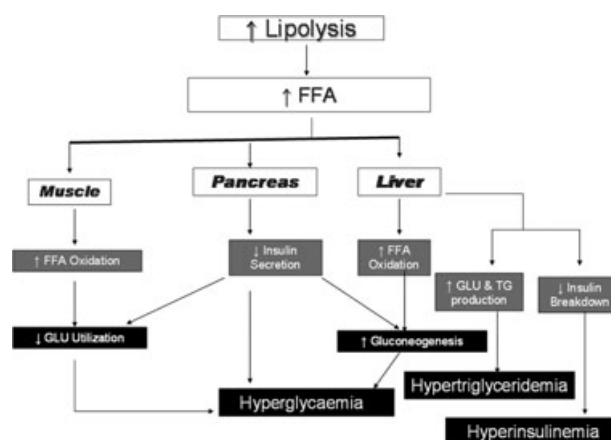 ↑ Lipolysis
↑ FFA
Muscle
Pancreas
Liver
↑ FFA Oxidation
↓ Insulin
Secretion
↑ FFA
Oxidation
↑ GLU & TG
production
↓ Insulin
Breakdown
↓ GLU Utilization
↑ Gluconeogenesis
Hyperglycaemia
Hypertriglyceridemia
Hyperinsulinemia